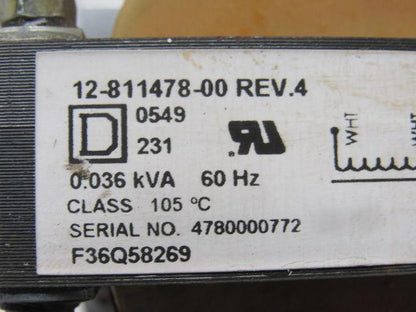 12-811478-00 REV.4
D 0549
231
0.036 kVA 60 Hz
CLASS 105 °C
SERIAL NO. 4780000772
F36Q58269
WHT
WHT